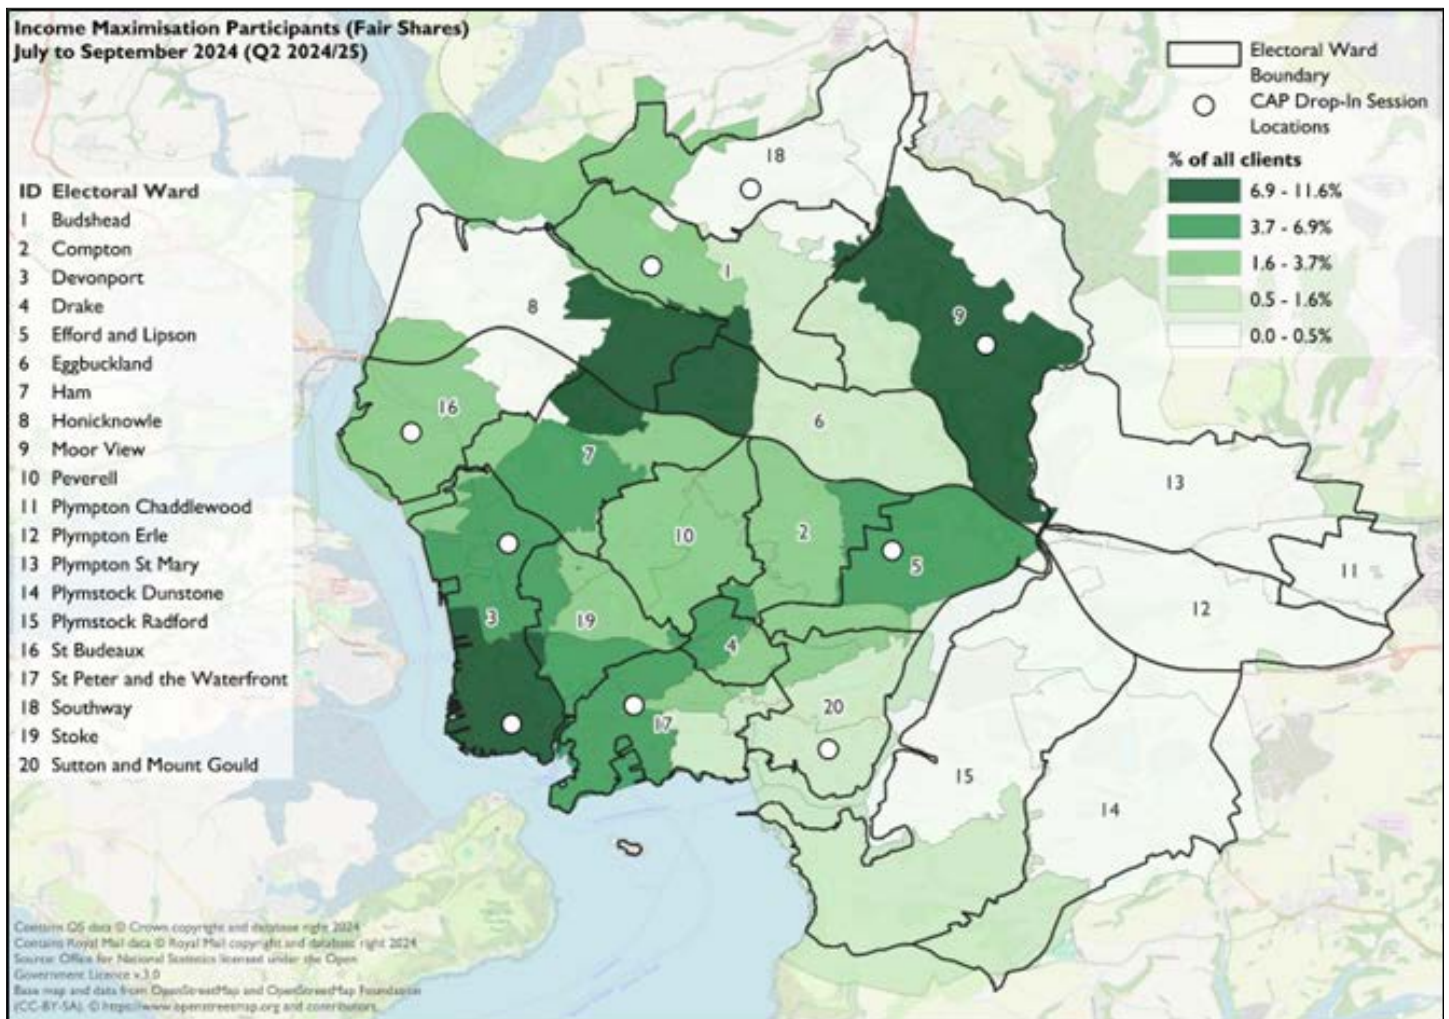 Income Maximisation Participants (Fair Shares)
July to September 2024 (Q2 2024/25)
Electoral Ward
Boundary
CAP Drop-In Session
Locations
% of all clients
6.9 - 11.6%
3.7 - 6.9%
1.6 - 3.7%
0.5 - 1.6%
0.0 - 0.5%
ID Electoral Ward
1 Budshead
2 Compton
3 Devonport
4 Drake
5 Efford and Lipson
6 Eggbuckland
7 Ham
8 Honicknowle
9 Moor View
10 Peverell
11 Plympton Chaddlewood
12 Plympton Erle
13 Plympton St Mary
14 Plymstock Dunstone
15 Plymstock Radford
16 St Budeaux
17 St Peter and the Waterfront
18 Southway
19 Stoke
20 Sutton and Mount Gould
18
1
8
9
16
6
7
13
10
2
5
11
12
3
19
4
20
17
15
14
Contains OS data © Crown copyright and database right 2024
Contains Royal Mail data © Royal Mail copyright and database right 2024
Source: Office for National Statistics licensed under the Open
Government Licence v.3.0
Base map and data from OpenStreetMap and OpenStreetMap Foundation
(CC-BY-SA). © https://www.openstreetmap.org and contributors.